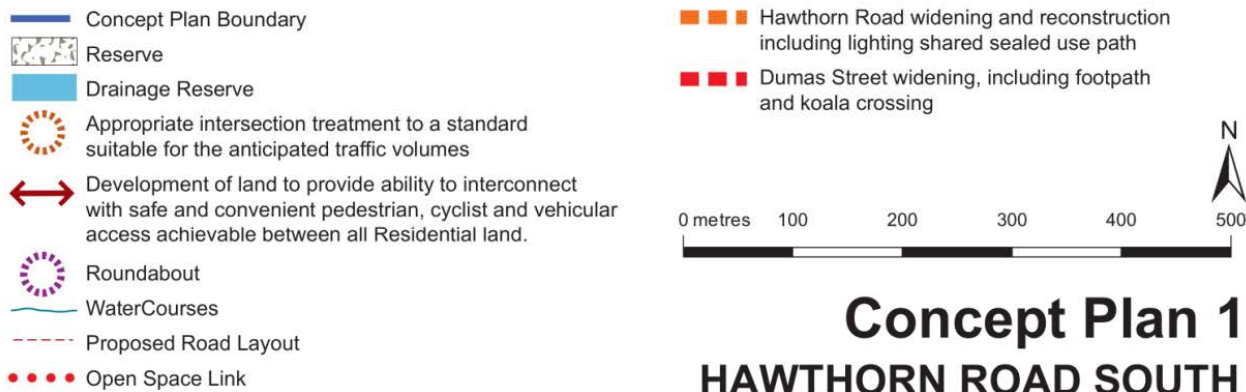 Concept Plan Boundary
Reserve
Drainage Reserve
Appropriate intersection treatment to a standard
suitable for the anticipated traffic volumes
Development of land to provide ability to interconnect
with safe and convenient pedestrian, cyclist and vehicular
access achievable between all Residential land.
Roundabout
WaterCourses
Proposed Road Layout
Open Space Link
Hawthorn Road widening and reconstruction
including lighting shared sealed use path
Dumas Street widening, including footpath
and koala crossing
N
0 metres 100 200 300 400 500
Concept Plan 1
HAWTHORN ROAD SOUTH